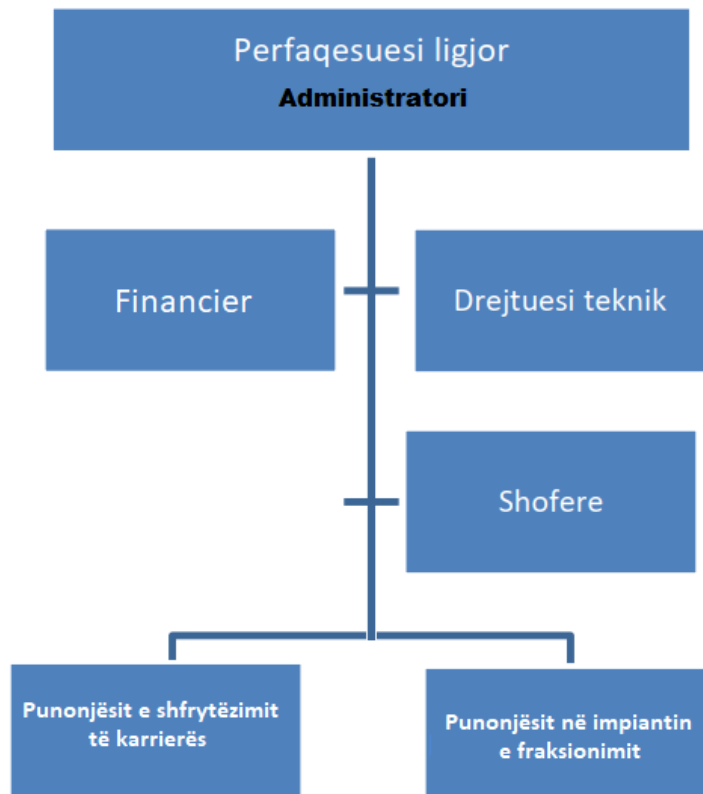 Perfaqesuesi ligjor
Administratori
Financier
Drejtuesi teknik
Shofere
Punonjësit e shfrytëzimit
të karrierës
Punonjësit në impiantin
e fraksionimit